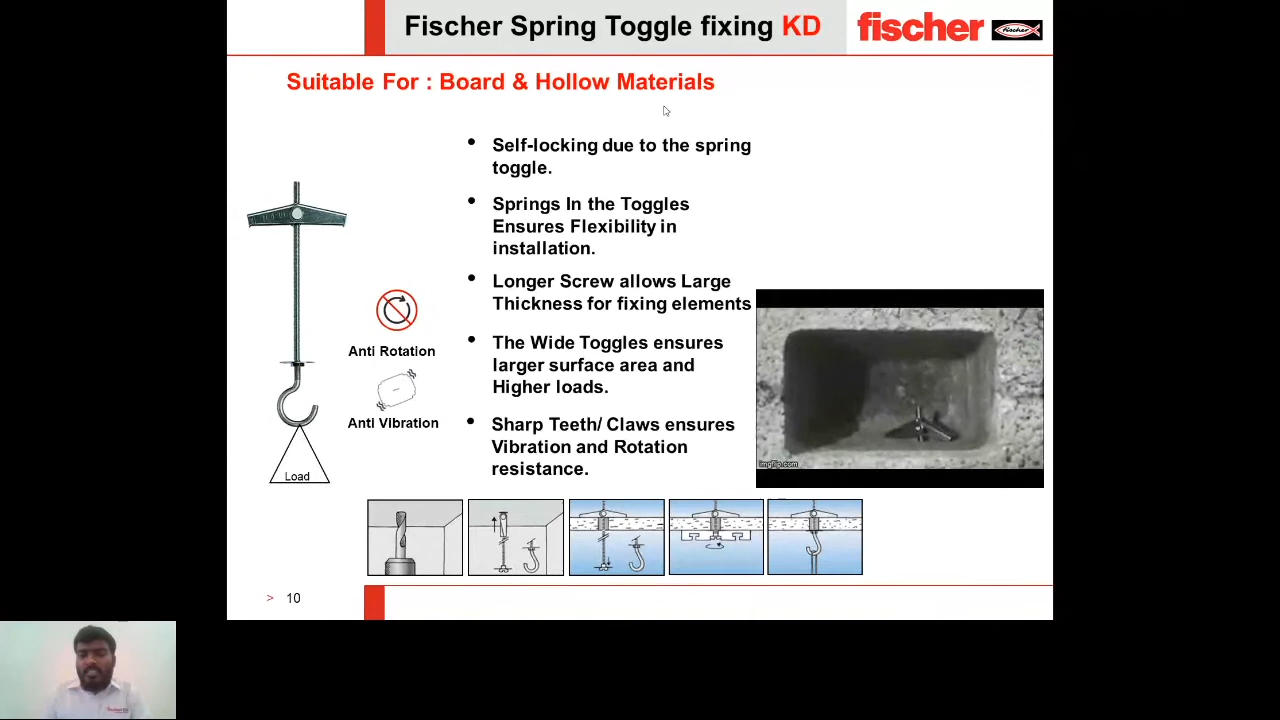 Fischer Spring Toggle fixing KD
fischer
fischer
Suitable For : Board & Hollow Materials
• Self-locking due to the spring
toggle.
• Springs In the Toggles
Ensures Flexibility in
installation.
• Longer Screw allows Large
Thickness for fixing elements
• The Wide Toggles ensures
larger surface area and
Higher loads.
• Sharp Teeth/ Claws ensures
Vibration and Rotation
resistance.
Anti Rotation
Anti Vibration
Load
imgflip.com
> 10